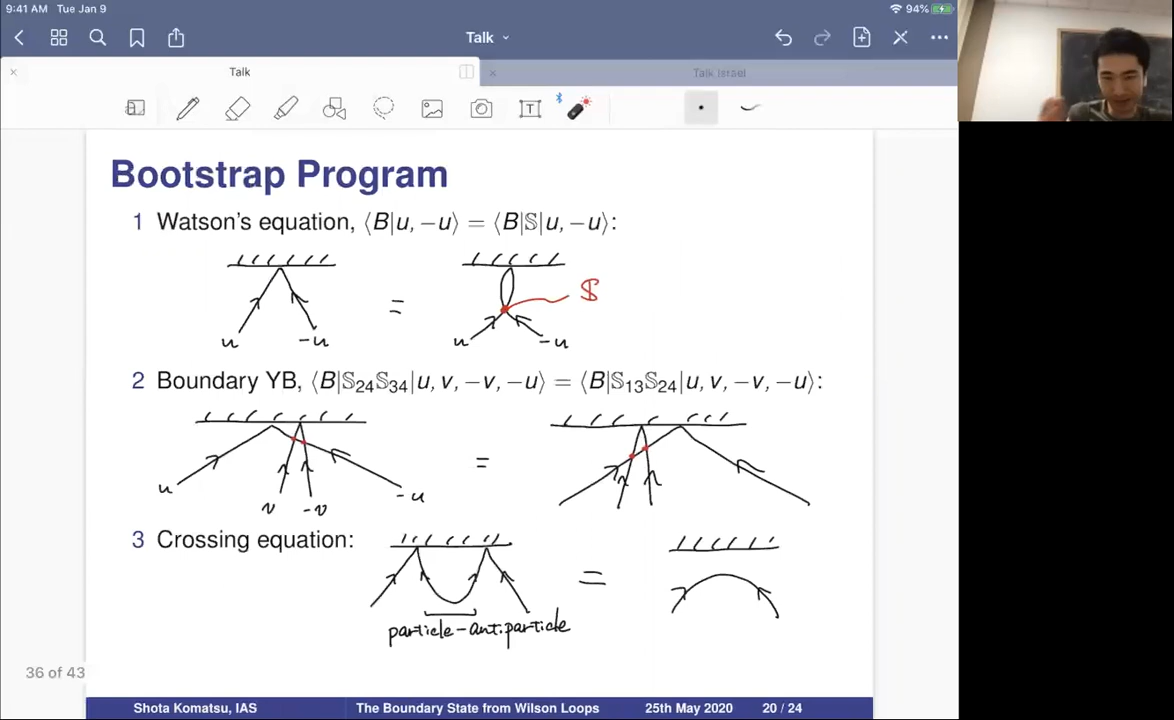 9:41 AM Tue Jan 9
94%
Talk
Talk
Talk Israel
T
Bootstrap Program
1 Watson's equation, ⟨B|u, −u⟩ = ⟨B|𝕊|u, −u⟩:
= 𝕊
u −u u −u
2 Boundary YB, ⟨B|𝕊₂₄𝕊₃₄|u, v, −v, −u⟩ = ⟨B|𝕊₁₃𝕊₂₄|u, v, −v, −u⟩:
=
u v −v −u
3 Crossing equation:
=
particle-antiparticle
36 of 43
Shota Komatsu, IAS The Boundary State from Wilson Loops 25th May 2020 20 / 24